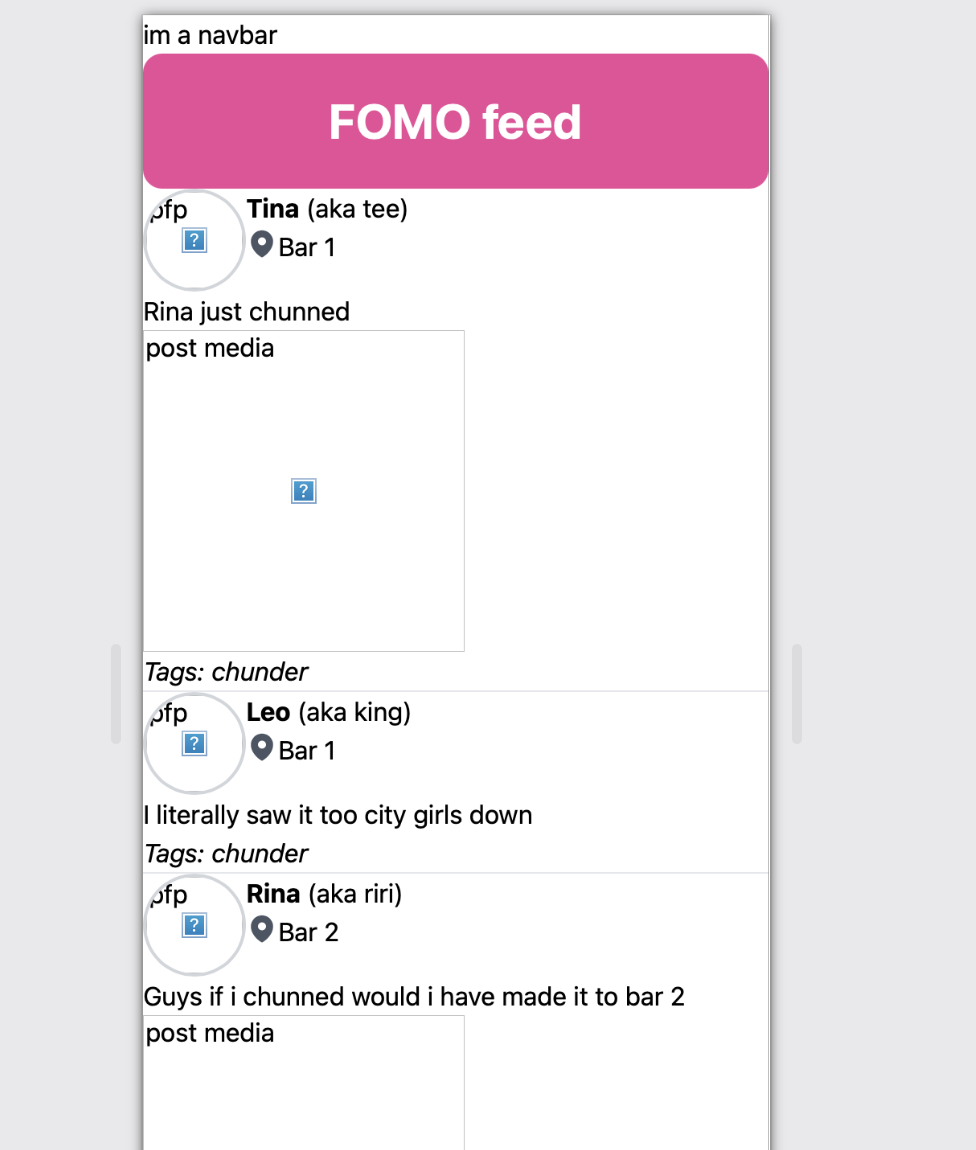 im a navbar
FOMO feed
pfp
Tina (aka tee)
Bar 1
Rina just chunned
post media
Tags: chunder
pfp
Leo (aka king)
Bar 1
I literally saw it too city girls down
Tags: chunder
pfp
Rina (aka riri)
Bar 2
Guys if i chunned would i have made it to bar 2
post media